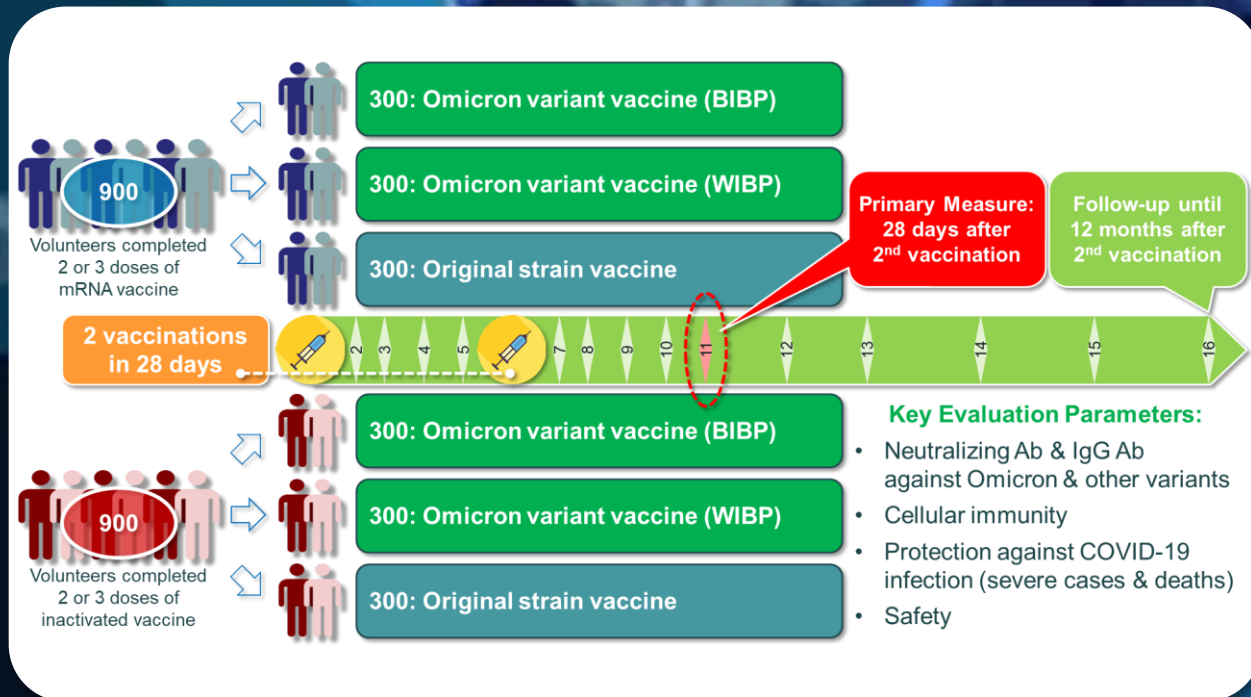 300: Omicron variant vaccine (BIBP)
300: Omicron variant vaccine (WIBP)
300: Original strain vaccine
900
Volunteers completed
2 or 3 doses of
mRNA vaccine
Primary Measure:
28 days after
2nd vaccination
Follow-up until
12 months after
2nd vaccination
2 vaccinations
in 28 days
2 3 4 5 7 8 9 10 11 12 13 14 15 16
300: Omicron variant vaccine (BIBP)
300: Omicron variant vaccine (WIBP)
300: Original strain vaccine
900
Volunteers completed
2 or 3 doses of
inactivated vaccine
Key Evaluation Parameters:
• Neutralizing Ab & IgG Ab
against Omicron & other variants
• Cellular immunity
• Protection against COVID-19
infection (severe cases & deaths)
• Safety